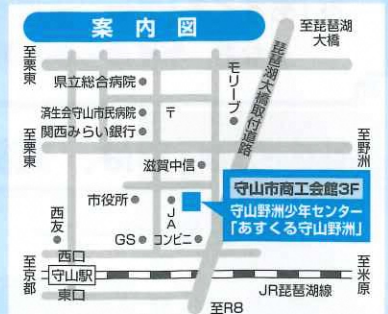 案内図
至琵琶湖
大橋
至栗東
県立総合病院
モリーブ
琵琶湖大橋取付道路
済生会守山市民病院
〒
関西みらい銀行
至栗東
至野洲
滋賀中信
守山市商工会館3F
守山野洲少年センター
「あすくる守山野洲」
市役所
JA
西友
GS
コンビニ
西口
至京都
守山駅
至米原
東口
JR琵琶湖線
至R8